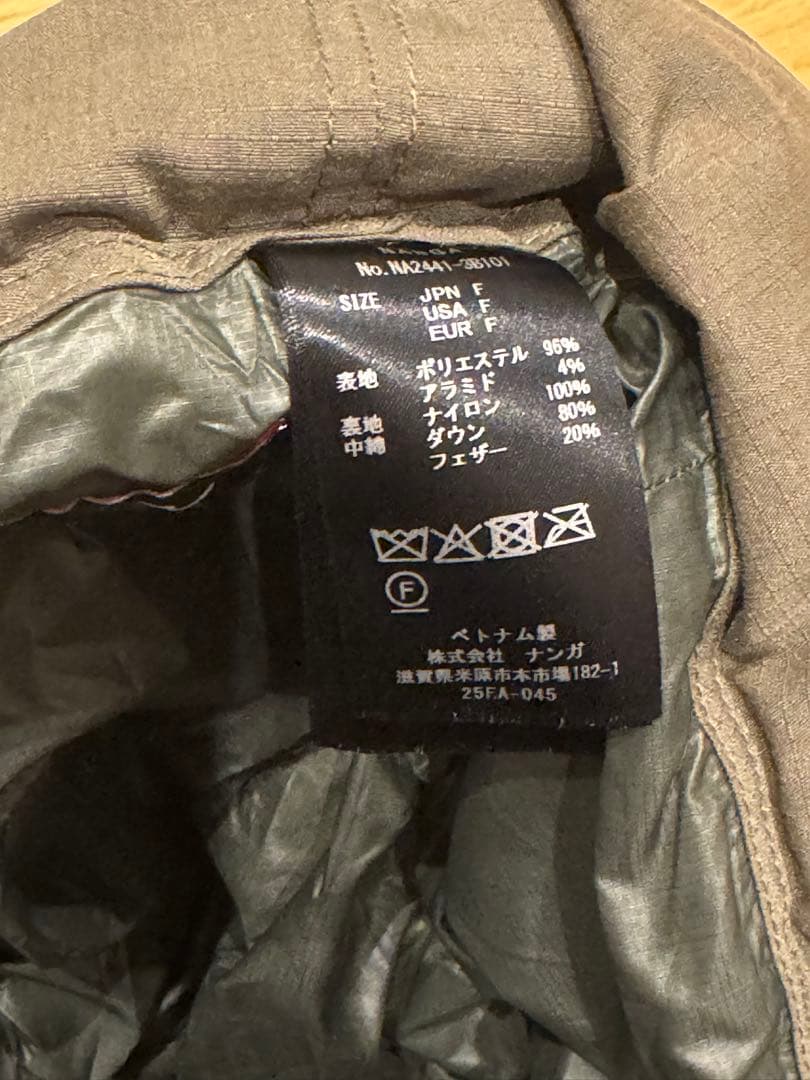 NANGA
No. NA2441-3B101
SIZE JPN F
USA F
EUR F
表地 ポリエステル 96%
アラミド 4%
裏地 ナイロン 100%
中綿 ダウン 80%
フェザー 20%
F
ベトナム製
株式会社 ナンガ
滋賀県米原市本市場182-1
25FA-045